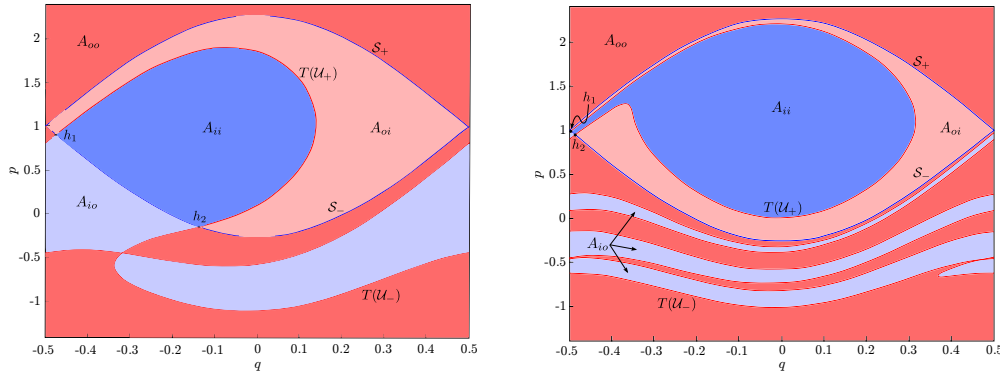 2
1.5
1
0.5
0
-0.5
-1
p
-0.5 -0.4 -0.3 -0.2 -0.1 0 0.1 0.2 0.3 0.4 0.5
q
A_{oo}
S_+
T(U_+)
h_1
A_{ii}
A_{oi}
A_{io}
h_2
S_-
T(U_-)
2
1.5
1
0.5
0
-0.5
-1
p
-0.5 -0.4 -0.3 -0.2 -0.1 0 0.1 0.2 0.3 0.4 0.5
q
A_{oo}
S_+
h_1
A_{ii}
A_{oi}
h_2
S_-
T(U_+)
A_{io}
T(U_-)